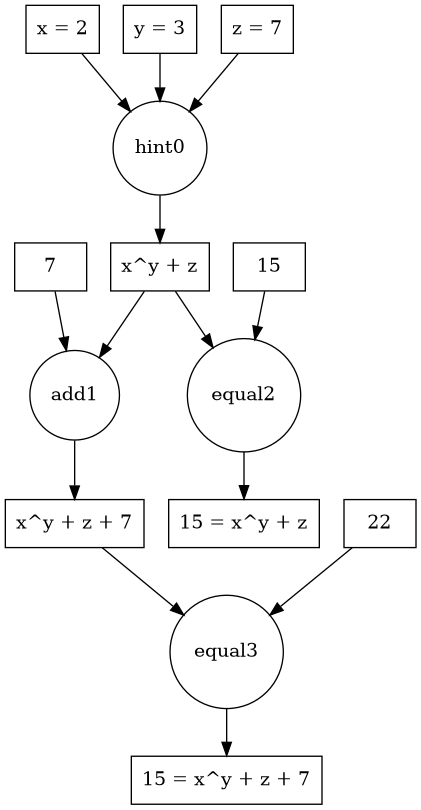 x = 2
y = 3
z = 7
hint0
7
x^y + z
15
add1
equal2
x^y + z + 7
15 = x^y + z
22
equal3
15 = x^y + z + 7